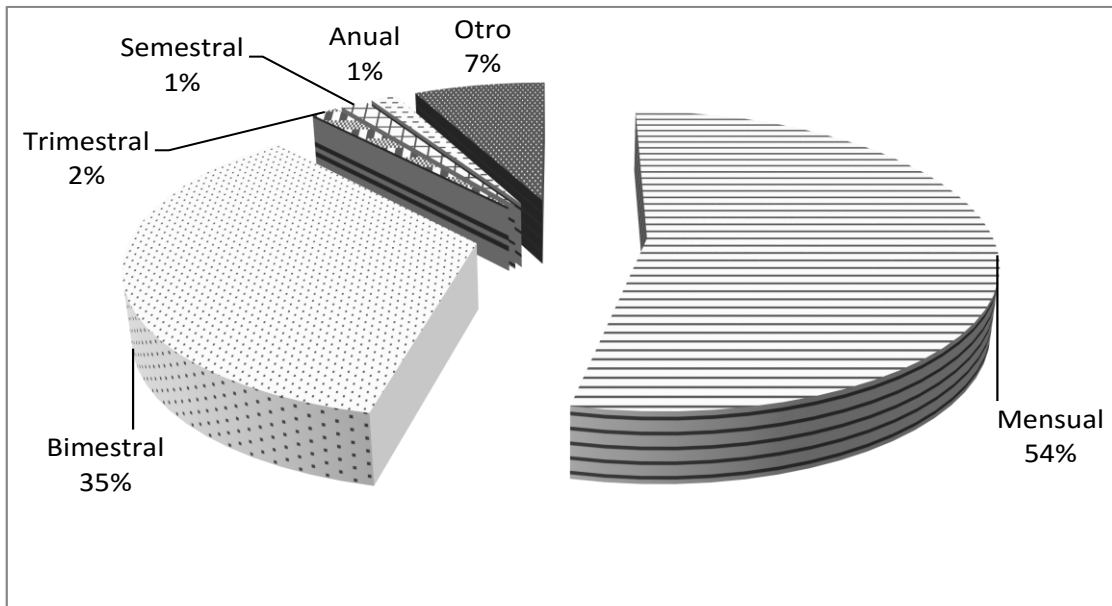 Otro
7%
Anual
1%
Semestral
1%
Trimestral
2%
Bimestral
35%
Mensual
54%